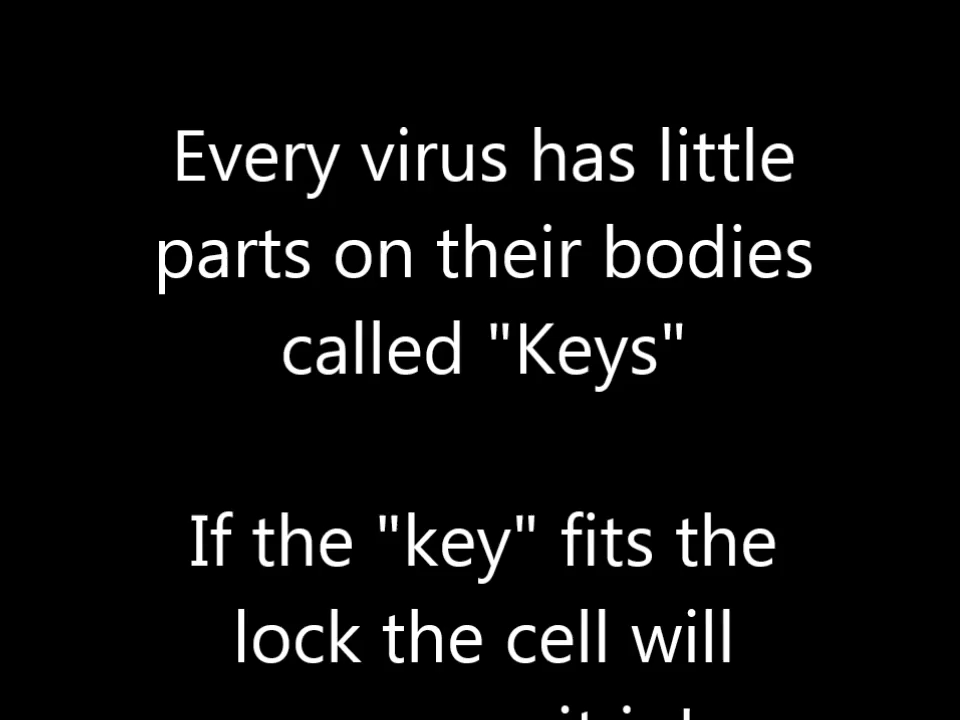 Every virus has little
parts on their bodies
called "Keys"
If the "key" fits the
lock the cell will